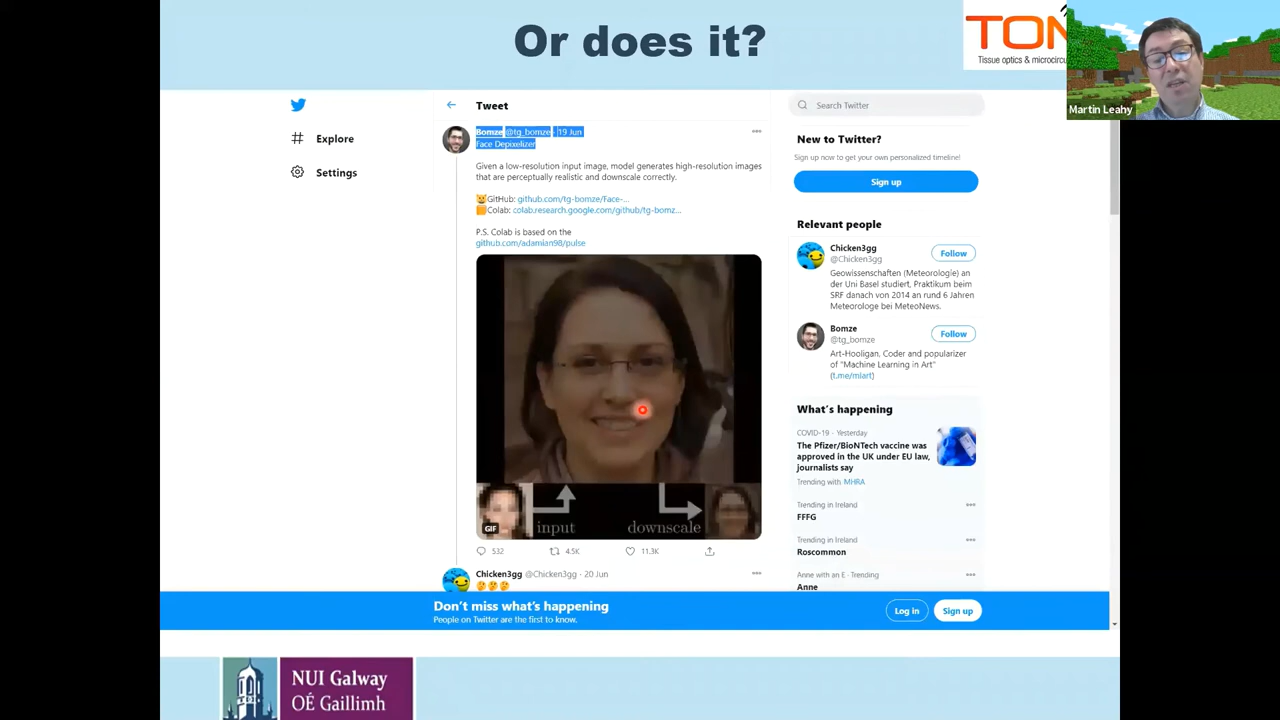 Or does it?
TON
Tissue optics & microcircu
Martin Leahy
Explore
Settings
Tweet
Bomze @tg_bomze · 19 Jun
Face Depixelizer
Given a low-resolution input image, model generates high-resolution images
that are perceptually realistic and downscale correctly.
GitHub: github.com/tg-bomze/Face-...
Colab: colab.research.google.com/github/tg-bomz...
P.S. Colab is based on the
github.com/adamian98/pulse
input
downscale
GIF
532
4.5K
11.3K
Chicken3gg @Chicken3gg · 20 Jun
Search Twitter
New to Twitter?
Sign up now to get your own personalized timeline!
Sign up
Relevant people
Chicken3gg
@Chicken3gg
Follow
Geowissenschaften (Meteorologie) an
der Uni Basel studiert, Praktikum beim
SRF danach von 2014 an rund 6 Jahren
Meteorologe bei MeteoNews.
Bomze
@tg_bomze
Follow
Art-Hooligan, Coder and popularizer
of "Machine Learning in Art"
(t.me/mlart)
What's happening
COVID-19 · Yesterday
The Pfizer/BioNTech vaccine was
approved in the UK under EU law,
journalists say
Trending with MHRA
Trending in Ireland
FFFG
Trending in Ireland
Roscommon
Anne with an E · Trending
Anne
Don't miss what's happening
People on Twitter are the first to know.
Log in
Sign up
NUI Galway
OÉ Gaillimh